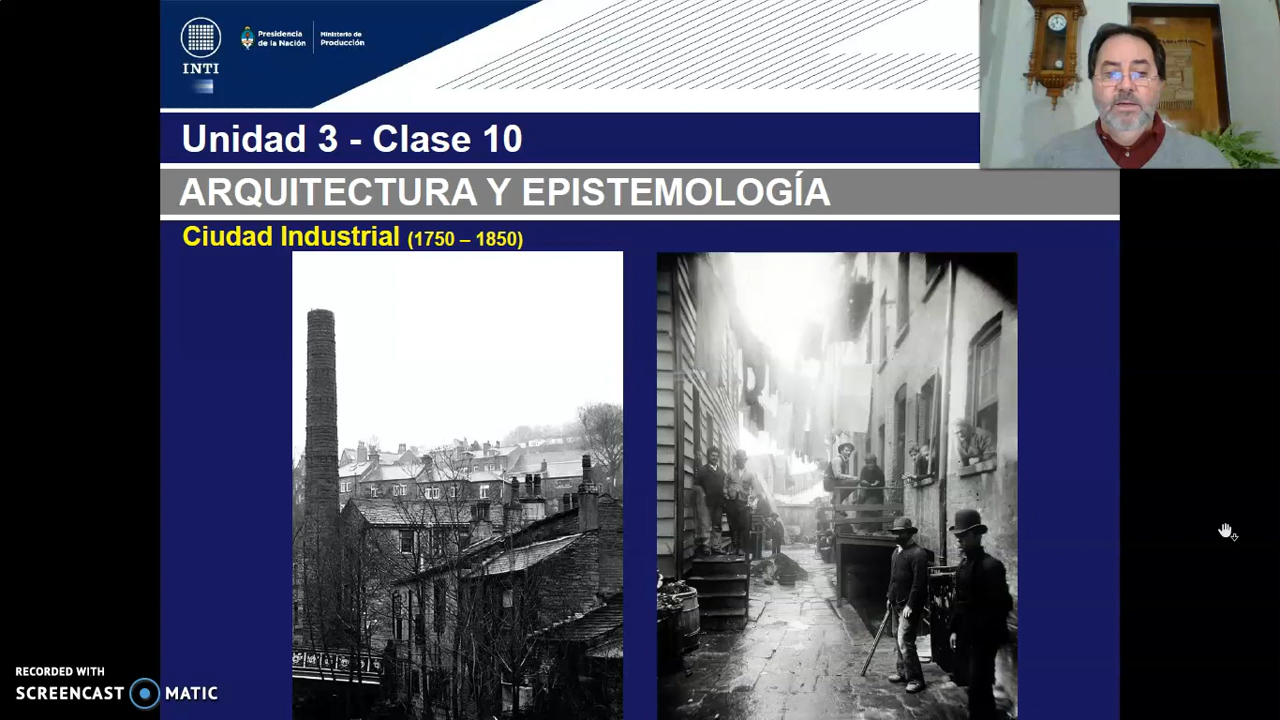 INTI
Presidencia
de la Nación
Ministerio de
Producción
Unidad 3 - Clase 10
ARQUITECTURA Y EPISTEMOLOGÍA
Ciudad Industrial (1750 – 1850)
RECORDED WITH
SCREENCAST MATIC